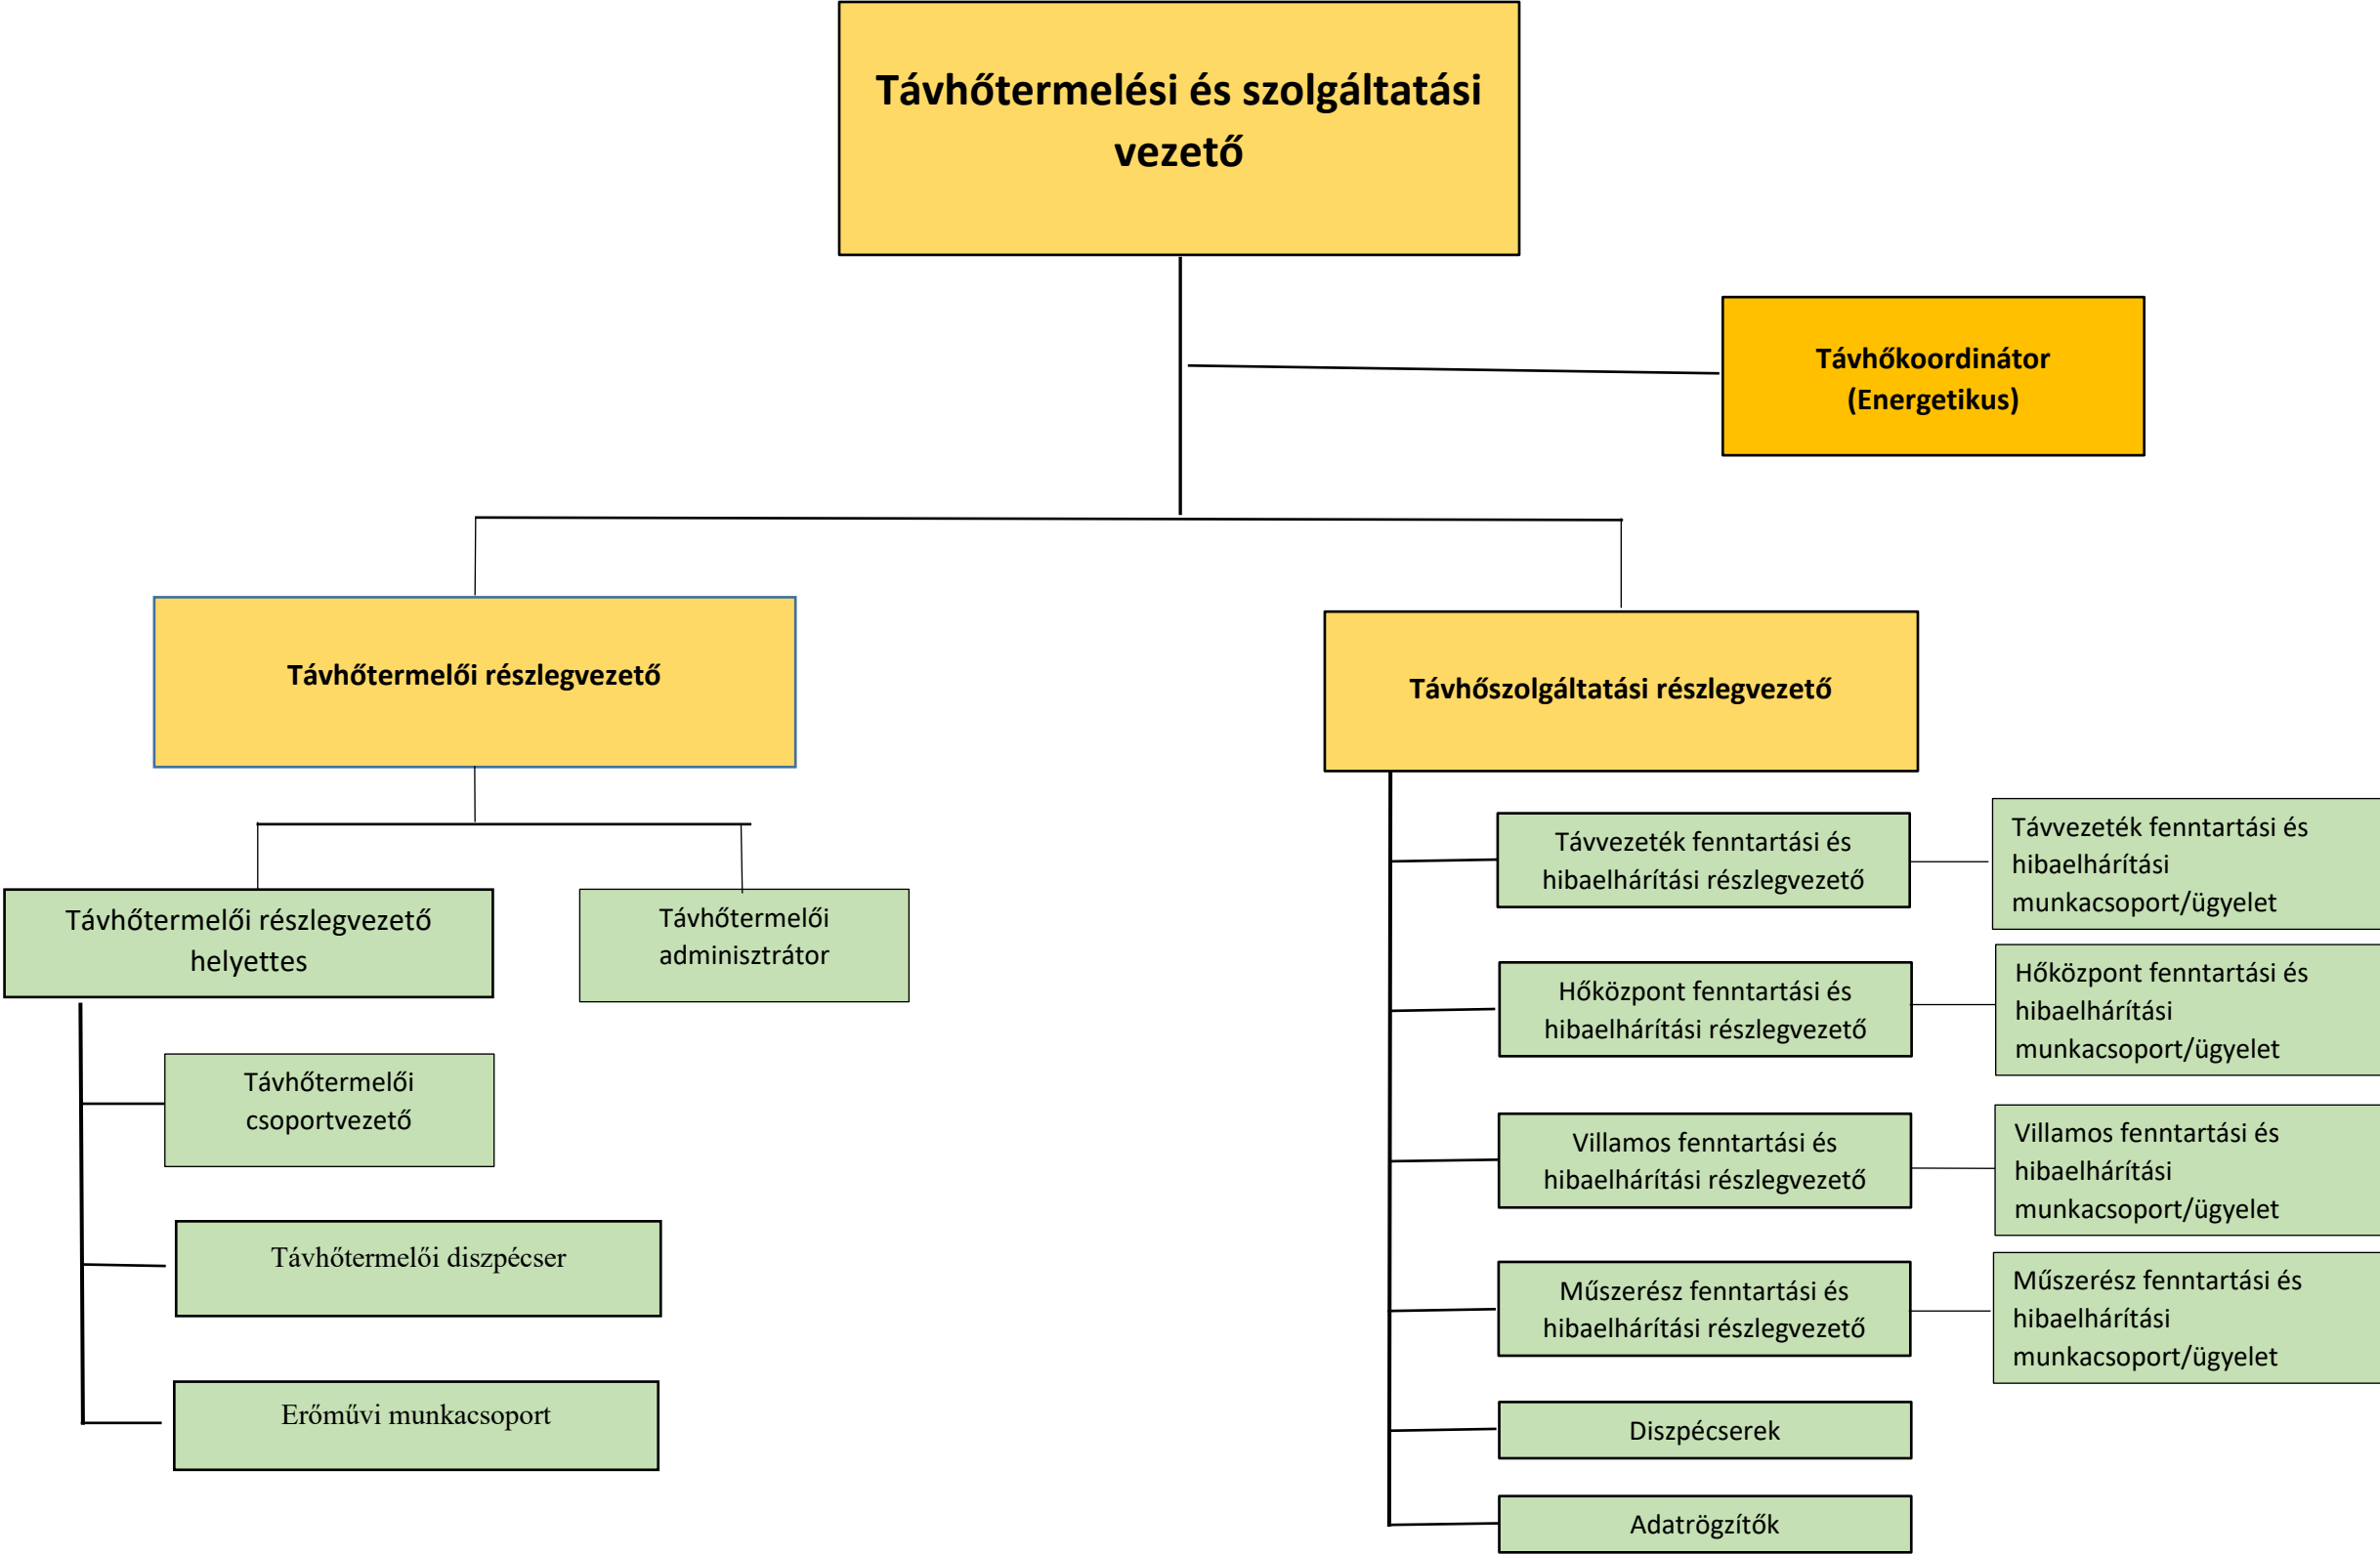 Távhőtermelési és szolgáltatási
vezető
Távhőkoordinátor
(Energetikus)
Távhőtermelői részlegvezető
Távhőszolgáltatási részlegvezető
Távhőtermelői részlegvezető
helyettes
Távhőtermelői
adminisztrátor
Távhőtermelői
csoportvezető
Távhőtermelői diszpécser
Erőművi munkacsoport
Távvezeték fenntartási és
hibaelhárítási részlegvezető
Távvezeték fenntartási és
hibaelhárítási
munkacsoport/ügyelet
Hőközpont fenntartási és
hibaelhárítási részlegvezető
Hőközpont fenntartási és
hibaelhárítási
munkacsoport/ügyelet
Villamos fenntartási és
hibaelhárítási részlegvezető
Villamos fenntartási és
hibaelhárítási
munkacsoport/ügyelet
Műszerész fenntartási és
hibaelhárítási részlegvezető
Műszerész fenntartási és
hibaelhárítási
munkacsoport/ügyelet
Diszpécserek
Adatrögzítők